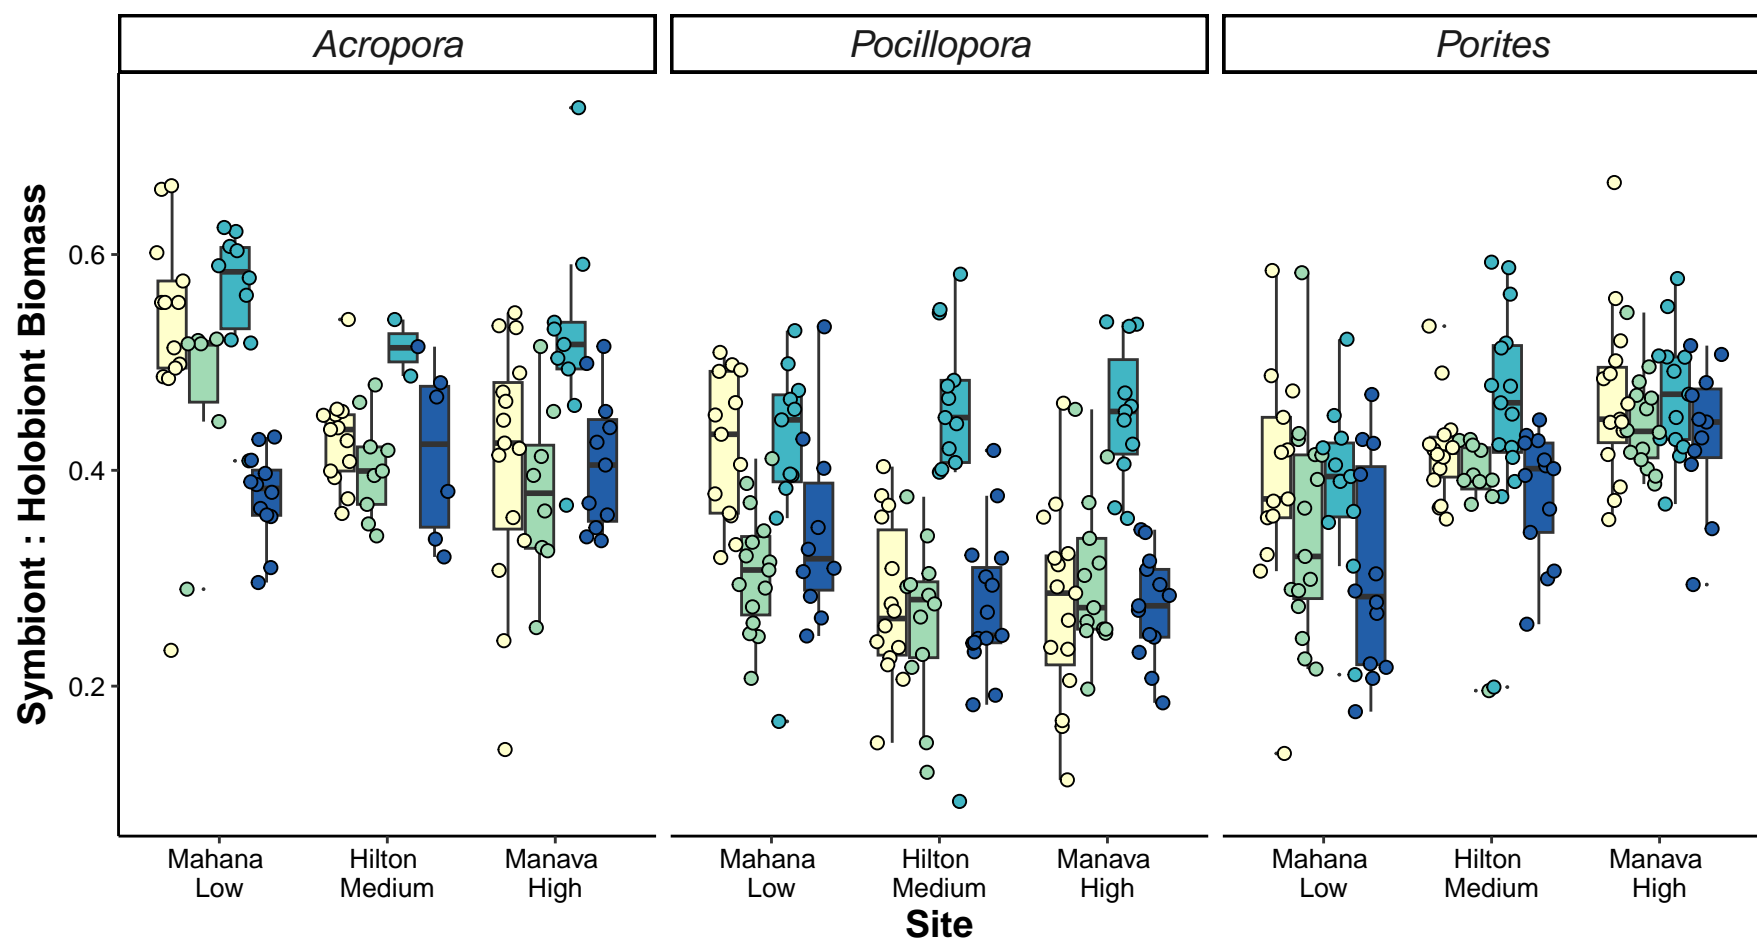 Acropora
Pocillopora
Porites
Symbiont : Holobiont Biomass
0.6
0.4
0.2
Mahana
Low
Hilton
Medium
Manava
High
Mahana
Low
Hilton
Medium
Manava
High
Mahana
Low
Hilton
Medium
Manava
High
Site